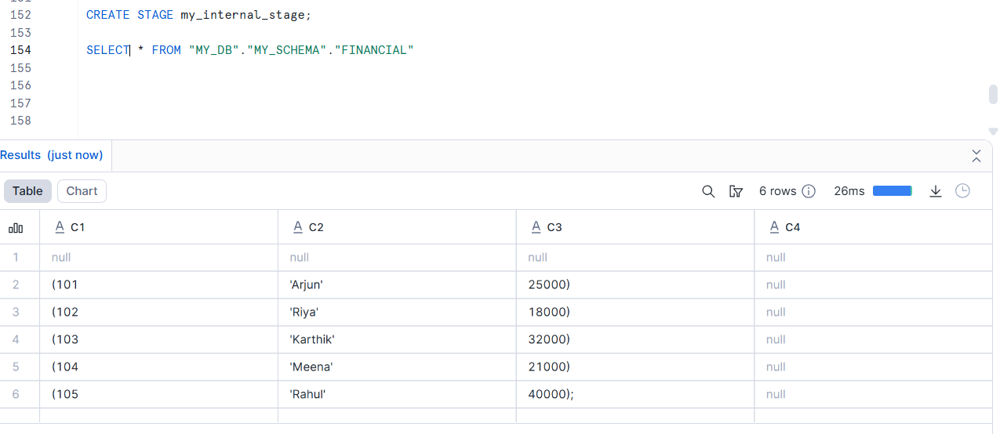 152 CREATE STAGE my_internal_stage;
153
154 SELECT * FROM "MY_DB"."MY_SCHEMA"."FINANCIAL"
155
156
157
158
Results (just now)
Table Chart 6 rows 26ms
A C1 A C2 A C3 A C4
1 null null null null
2 (101 'Arjun' 25000) null
3 (102 'Riya' 18000) null
4 (103 'Karthik' 32000) null
5 (104 'Meena' 21000) null
6 (105 'Rahul' 40000); null